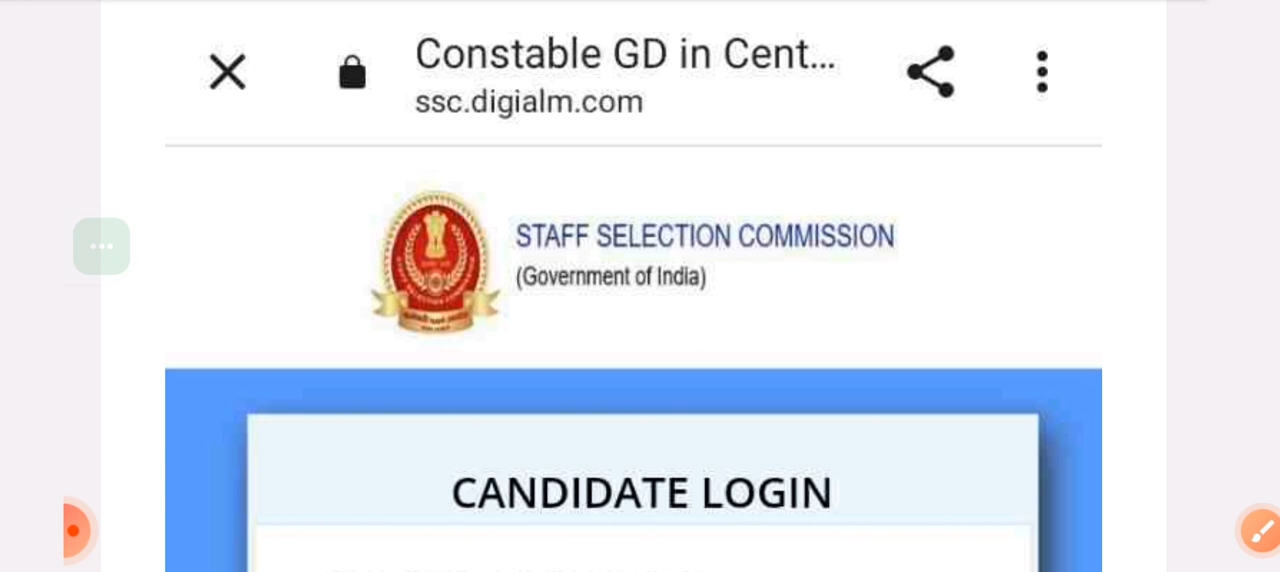 Constable GD in Cent...
ssc.digialm.com
STAFF SELECTION COMMISSION
(Government of India)
CANDIDATE LOGIN